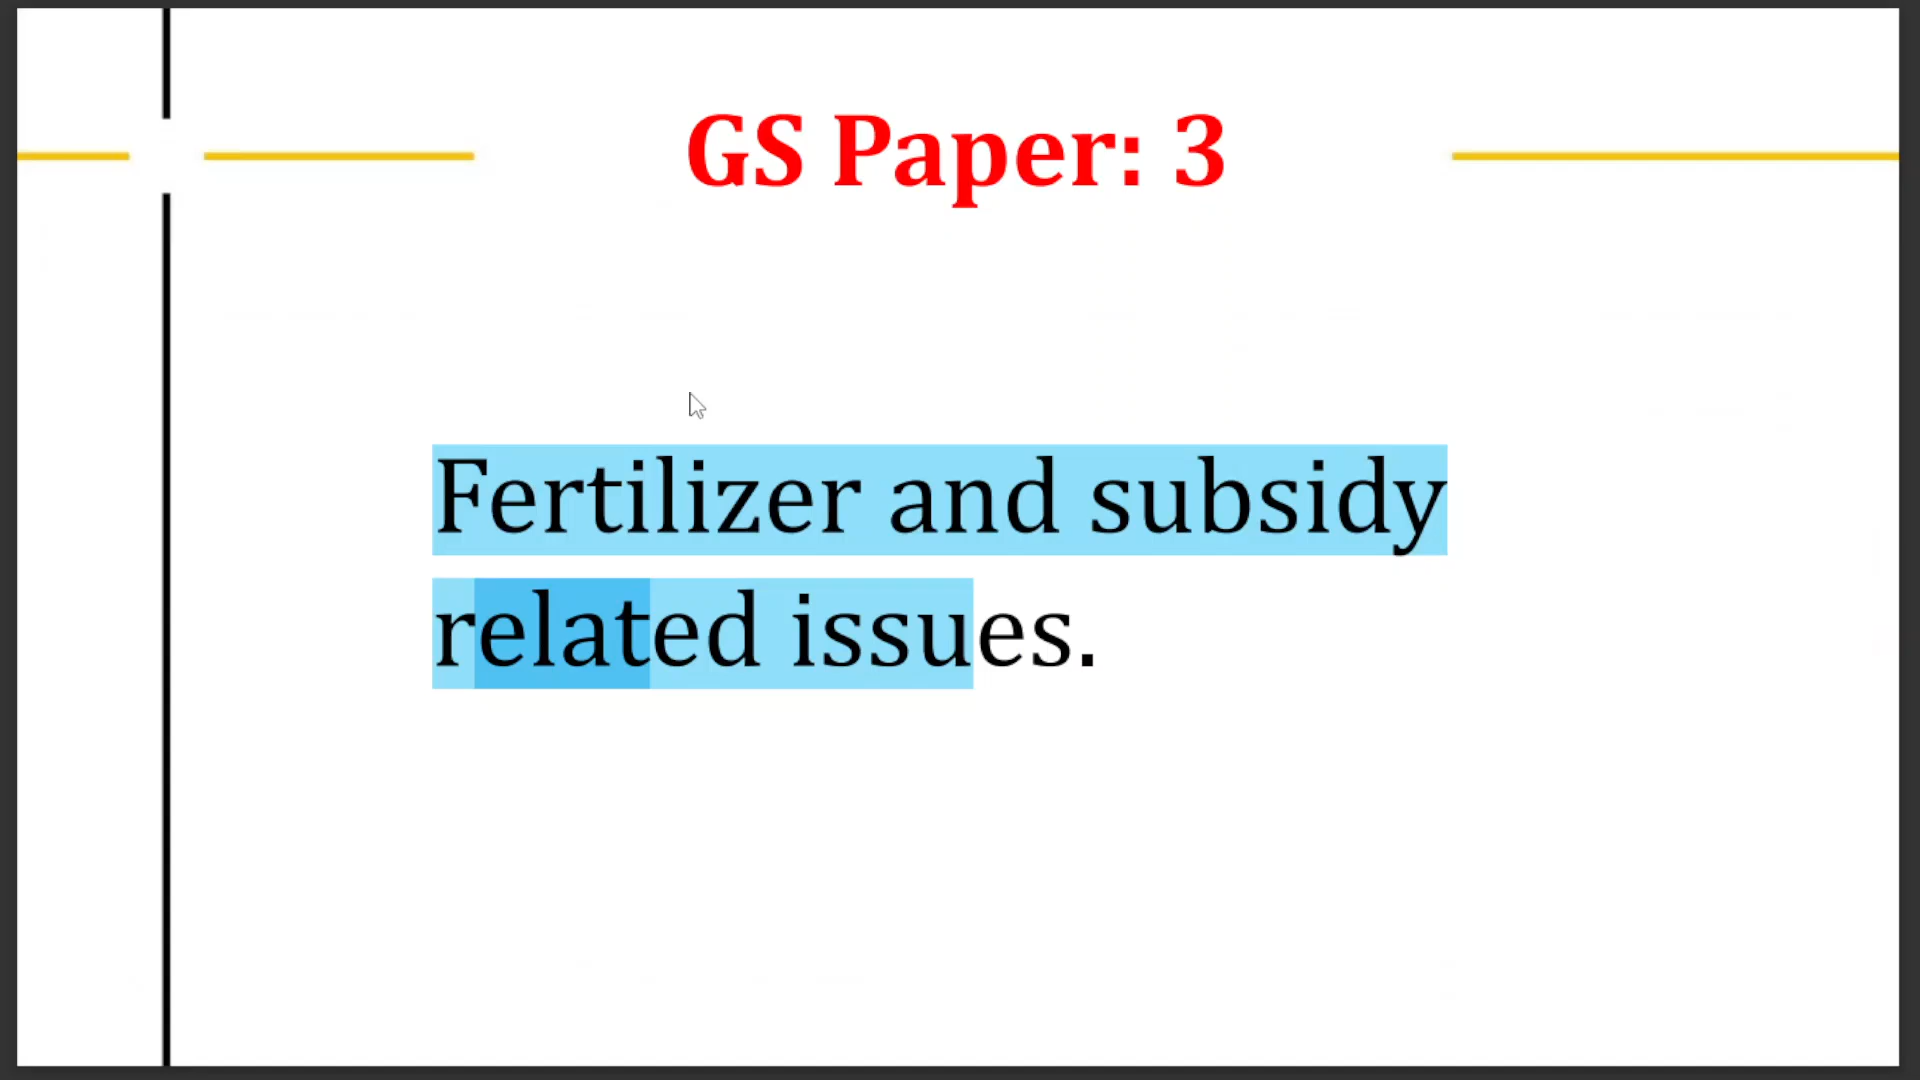 GS Paper: 3
Fertilizer and subsidy
related issues.